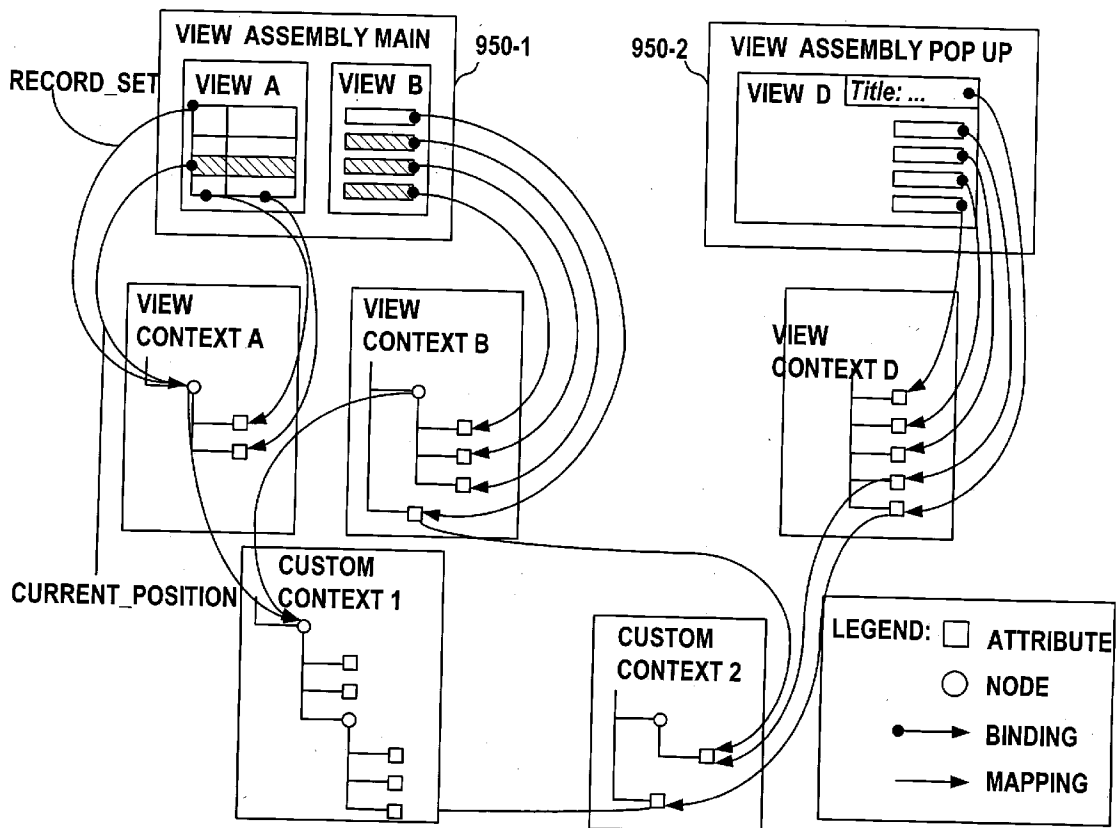 VIEW ASSEMBLY MAIN
950-1
RECORD_SET
VIEW A
VIEW B
950-2
VIEW ASSEMBLY POP UP
VIEW D
Title: ...
VIEW
CONTEXT A
VIEW
CONTEXT B
VIEW
CONTEXT D
CURRENT_POSITION
CUSTOM
CONTEXT 1
CUSTOM
CONTEXT 2
LEGEND:
ATTRIBUTE
NODE
BINDING
MAPPING